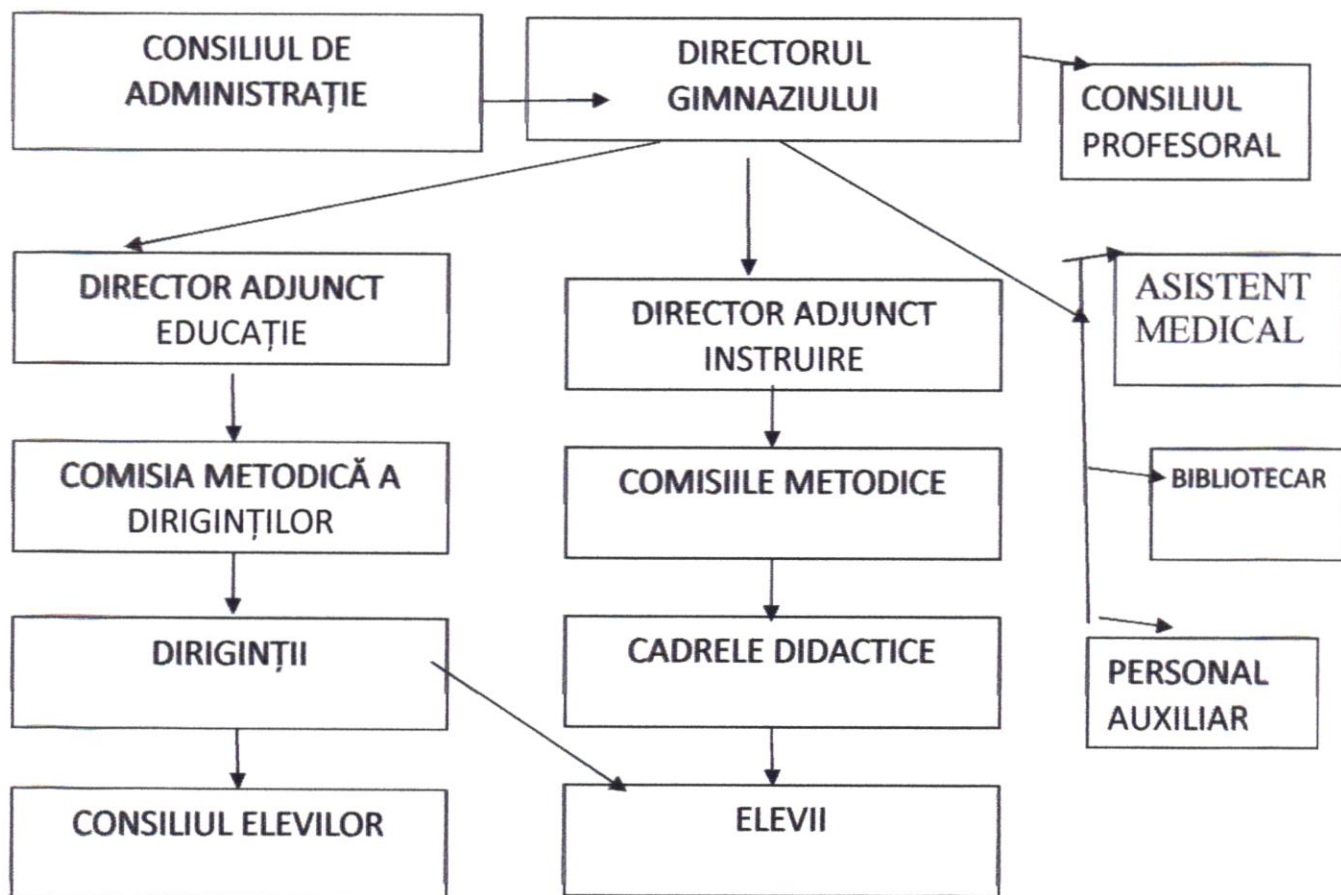 CONSILIUL DE
ADMINISTRAȚIE
DIRECTORUL
GIMNAZIULUI
CONSILIUL
PROFESORAL
DIRECTOR ADJUNCT
EDUCAȚIE
DIRECTOR ADJUNCT
INSTRUIRE
ASISTENT
MEDICAL
COMISIA METODICĂ A
DIRIGINȚILOR
COMISIILE METODICE
BIBLIOTECAR
DIRIGINȚII
CADRELE DIDACTICE
PERSONAL
AUXILIAR
CONSILIUL ELEVILOR
ELEVII